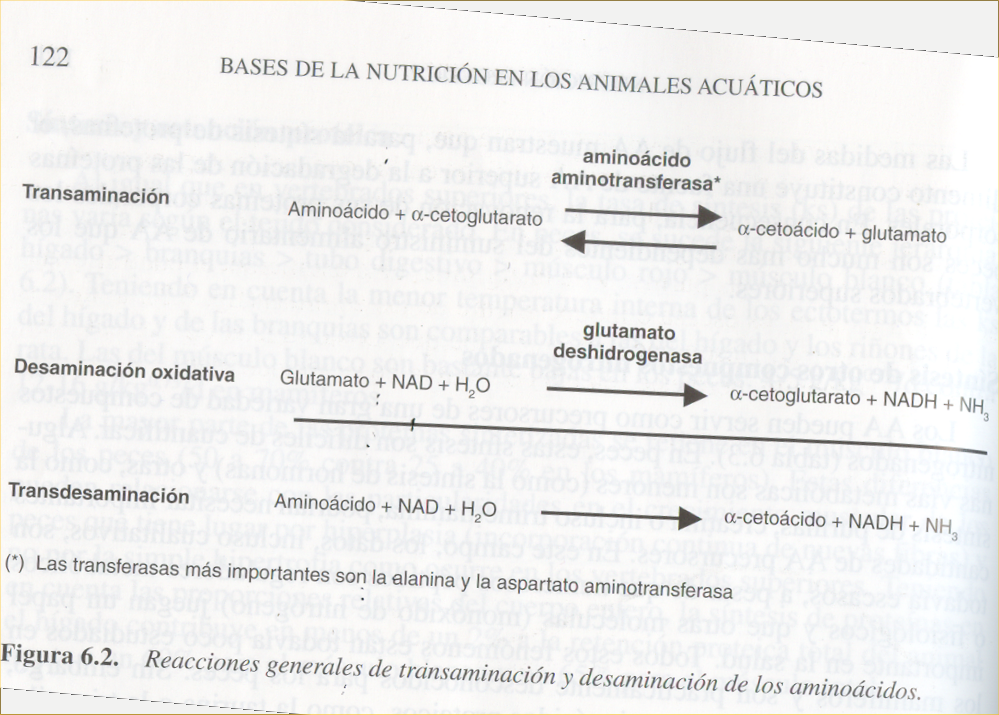 122
BASES DE LA NUTRICIÓN EN LOS ANIMALES ACUÁTICOS
aminoácido
aminotransferasa*
Transaminación
Aminoácido + α-cetoglutarato
α-cetoácido + glutamato
glutamato
deshidrogenasa
Desaminación oxidativa
Glutamato + NAD + H₂O
α-cetoglutarato + NADH + NH₃
Transdesaminación
Aminoácido + NAD + H₂O
α-cetoácido + NADH + NH₃
(*) Las transferasas más importantes son la alanina y la aspartato aminotransferasa
Figura 6.2. Reacciones generales de transaminación y desaminación de los aminoácidos.